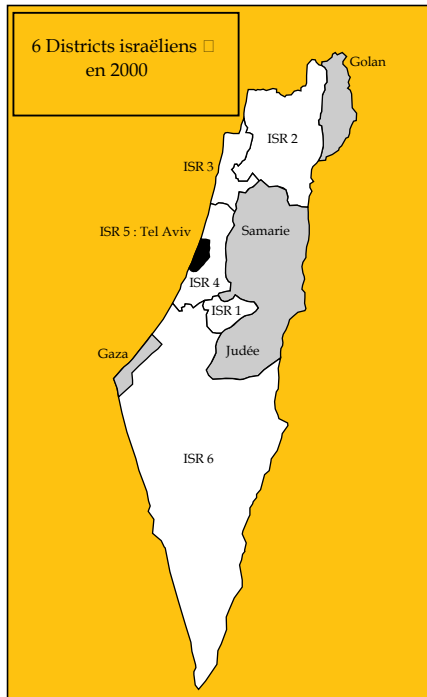 6 Districts israëliens □
en 2000
Golan
ISR 2
ISR 3
ISR 5 : Tel Aviv
Samarie
ISR 4
ISR 1
Gaza
Judée
ISR 6